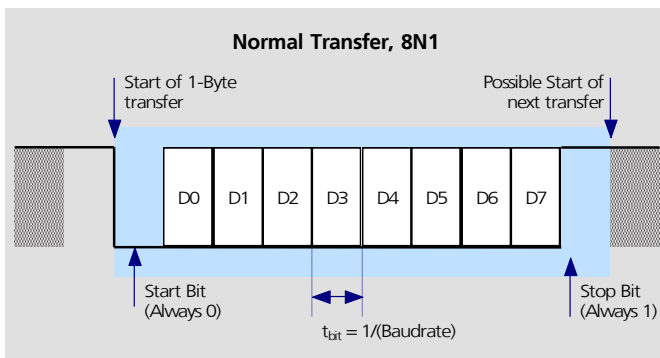 Normal Transfer, 8N1
Start of 1-Byte
transfer
Possible Start of
next transfer
D0 D1 D2 D3 D4 D5 D6 D7
Start Bit
(Always 0)
Stop Bit
(Always 1)
tbit = 1/(Baudrate)